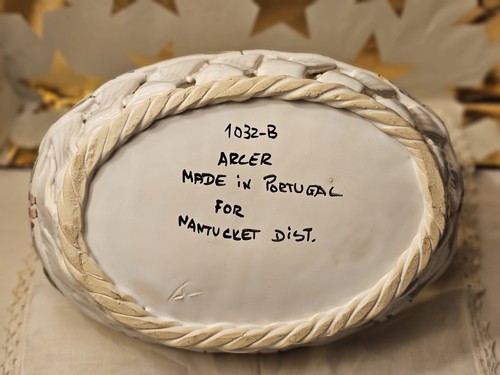 1032-B
ARCER
MADE IN PORTUGAL
FOR
NANTUCKET DIST.